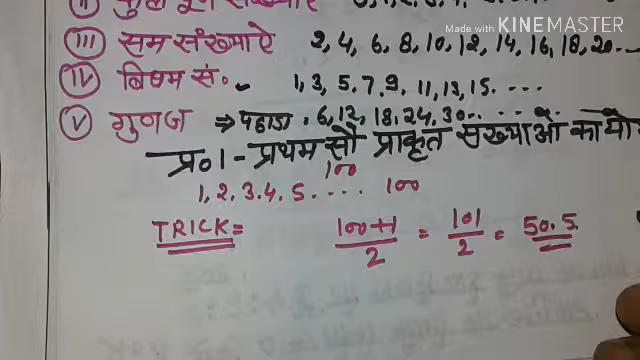 Made with KINEMASTER
(III) सम संख्याऐ 2, 4, 6, 8, 10, 12, 14, 16, 18, 20...
(IV) विषम सं० 1, 3, 5, 7, 9, 11, 13, 15. ...
(V) गुणज ⇒ पहाडा. 6, 12, 18, 24, 30.......
प्र० 1 - प्रथम सौ प्राकृत संख्याओं का
100
1, 2, 3, 4, 5. .... 100
TRICK= 100+1/2 = 101/2 = 50.5